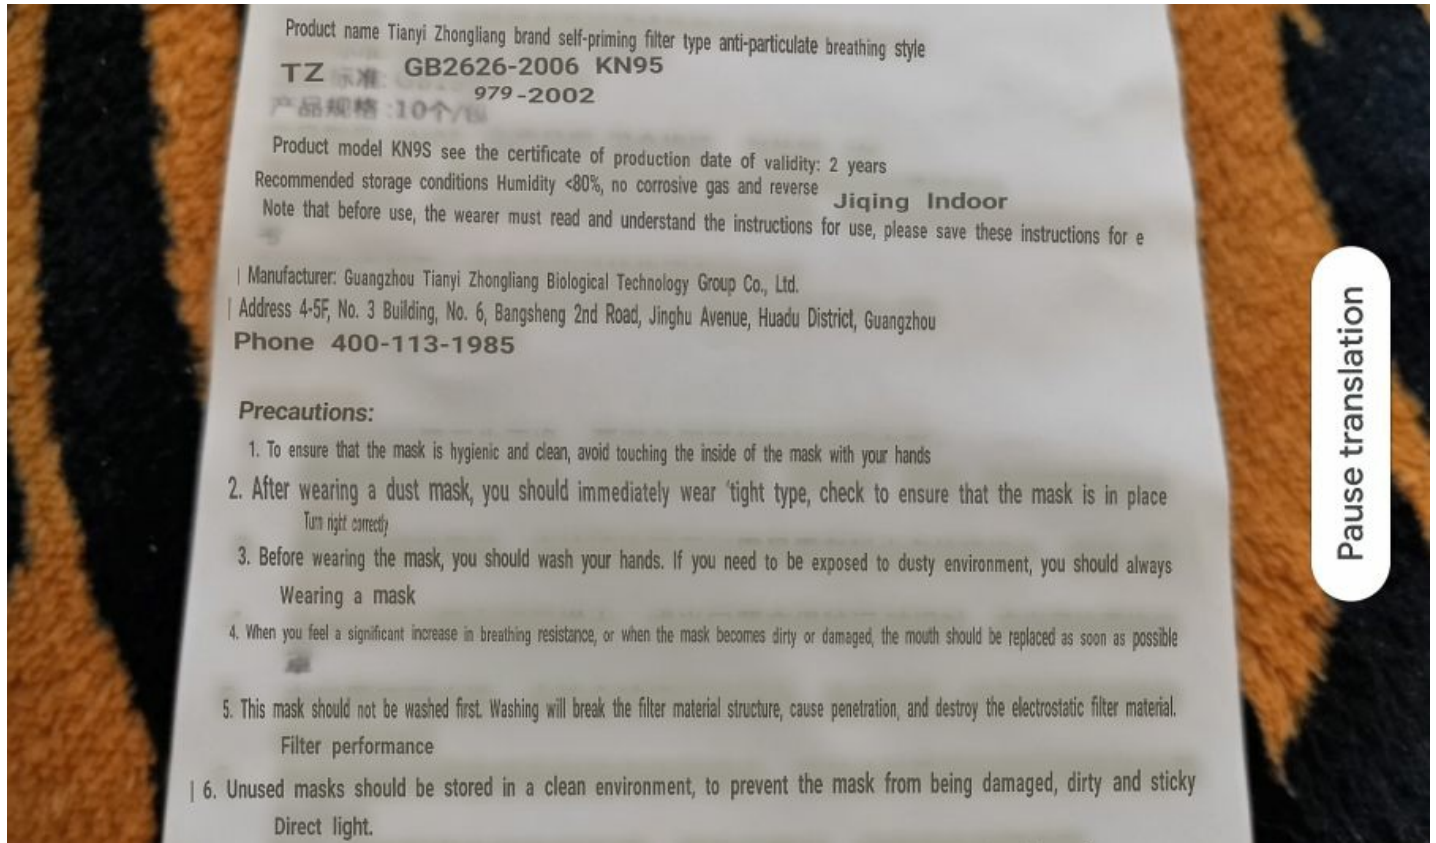 Product name Tianyi Zhongliang brand self-priming filter type anti-particulate breathing style
TZ 标准: GB2626-2006 KN95
979-2002
产品规格:10个/包
Product model KN9S see the certificate of production date of validity: 2 years
Recommended storage conditions Humidity <80%, no corrosive gas and reverse
Jiqing Indoor
Note that before use, the wearer must read and understand the instructions for use, please save these instructions for e
| Manufacturer: Guangzhou Tianyi Zhongliang Biological Technology Group Co., Ltd.
| Address 4-5F, No. 3 Building, No. 6, Bangsheng 2nd Road, Jinghu Avenue, Huadu District, Guangzhou
Phone 400-113-1985
Precautions:
1. To ensure that the mask is hygienic and clean, avoid touching the inside of the mask with your hands
2. After wearing a dust mask, you should immediately wear 'tight type, check to ensure that the mask is in place
Turn right correctly
3. Before wearing the mask, you should wash your hands. If you need to be exposed to dusty environment, you should always
Wearing a mask
4. When you feel a significant increase in breathing resistance, or when the mask becomes dirty or damaged, the mouth should be replaced as soon as possible
5. This mask should not be washed first. Washing will break the filter material structure, cause penetration, and destroy the electrostatic filter material.
Filter performance
| 6. Unused masks should be stored in a clean environment, to prevent the mask from being damaged, dirty and sticky
Direct light.
Pause translation